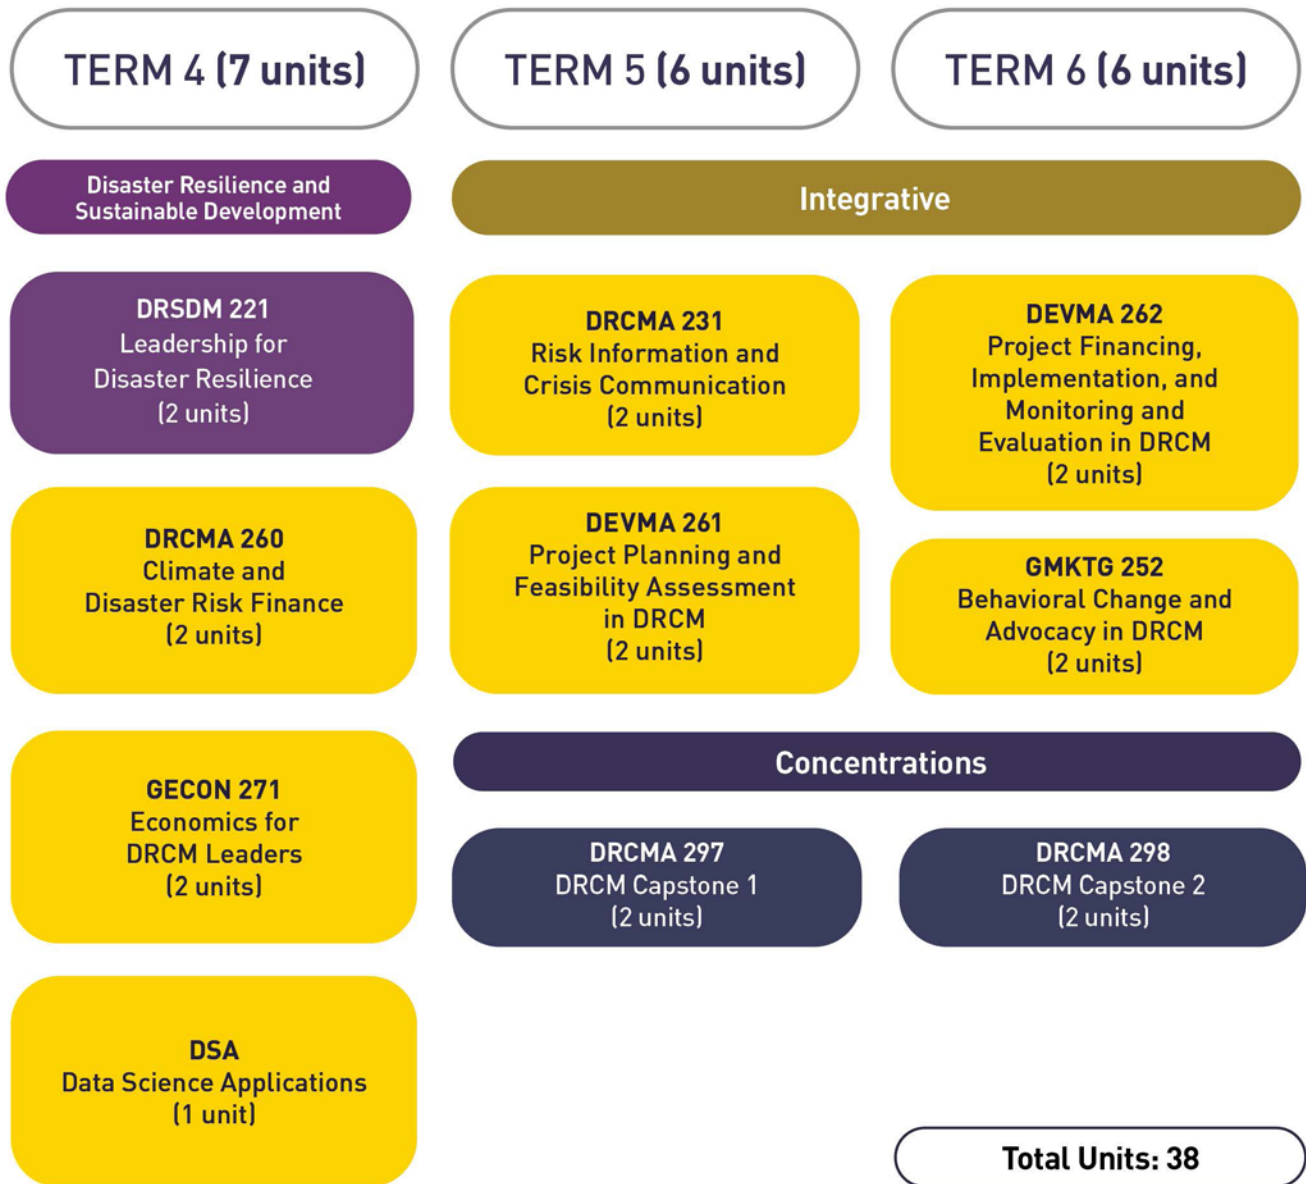 TERM 4 (7 units)
Disaster Resilience and
Sustainable Development
DRSDM 221
Leadership for
Disaster Resilience
(2 units)
DRCMA 260
Climate and
Disaster Risk Finance
(2 units)
GECON 271
Economics for
DRCM Leaders
(2 units)
DSA
Data Science Applications
(1 unit)
TERM 5 (6 units)
TERM 6 (6 units)
Integrative
DRCMA 231
Risk Information and
Crisis Communication
(2 units)
DEVMA 261
Project Planning and
Feasibility Assessment
in DRCM
(2 units)
DEVMA 262
Project Financing,
Implementation, and
Monitoring and
Evaluation in DRCM
(2 units)
GMKTG 252
Behavioral Change and
Advocacy in DRCM
(2 units)
Concentrations
DRCMA 297
DRCM Capstone 1
(2 units)
DRCMA 298
DRCM Capstone 2
(2 units)
Total Units: 38